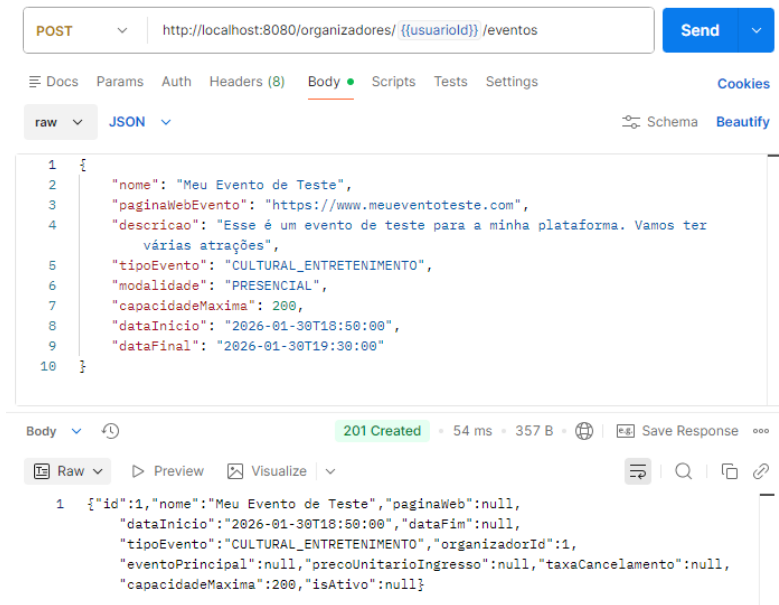 POST http://localhost:8080/organizadores/ {{usuarioId}} /eventos Send
Docs Params Auth Headers (8) Body Scripts Tests Settings Cookies
raw JSON Schema Beautify
1 {
2 "nome": "Meu Evento de Teste",
3 "paginaWebEvento": "https://www.meueventoteste.com",
4 "descricao": "Esse é um evento de teste para a minha plataforma. Vamos ter
várias atrações",
5 "tipoEvento": "CULTURAL_ENTRETENIMENTO",
6 "modalidade": "PRESENCIAL",
7 "capacidadeMaxima": 200,
8 "dataInicio": "2026-01-30T18:50:00",
9 "dataFinal": "2026-01-30T19:30:00"
10 }
Body 201 Created 54 ms 357 B e.g. Save Response
Raw Preview Visualize
1 {"id":1,"nome":"Meu Evento de Teste","paginaWeb":null,
"dataInicio":"2026-01-30T18:50:00","dataFim":null,
"tipoEvento":"CULTURAL_ENTRETENIMENTO","organizadorId":1,
"eventoPrincipal":null,"precoUnitarioIngresso":null,"taxaCancelamento":null,
"capacidadeMaxima":200,"isAtivo":null}